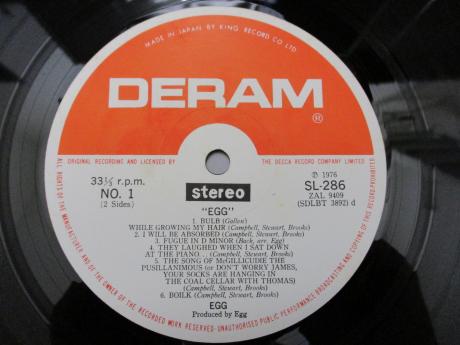 MADE IN JAPAN BY KING RECORD CO LTD
DERAM
®
ORIGINAL RECORDING AND LICENSED BY THE DECCA RECORD COMPANY LIMITED
33⅓ r.p.m.
NO. 1
(2 Sides)
stereo
Ⓟ 1976
SL-286
ZAL 9409
(SDLBT 3892) d
"EGG"
1. BULB (Gallen)
WHILE GROWING MY HAIR (Campbell, Stewart, Brooks)
2. I WILL BE ABSORBED (Campbell, Stewart, Brooks)
3. FUGUE IN D MINOR (Bach, arr. Egg)
4. THEY LAUGHED WHEN I SAT DOWN
AT THE PIANO... (Campbell, Stewart, Brooks)
5. THE SONG OF McGILLICUDIE THE
PUSILLANIMOUS (or DON'T WORRY JAMES,
YOUR SOCKS ARE HANGING IN
THE COAL CELLAR WITH THOMAS)
(Campbell, Stewart, Brooks)
6. BOILK (Campbell, Stewart, Brooks)
EGG
Produced by Egg
ALL RIGHTS OF THE MANUFACTURER AND OF THE OWNER OF THE RECORDED WORK RESERVED-UNAUTHORISED PUBLIC PERFORMANCE BROADCASTING AND COPYING OF THIS RECORD PROHIBITED